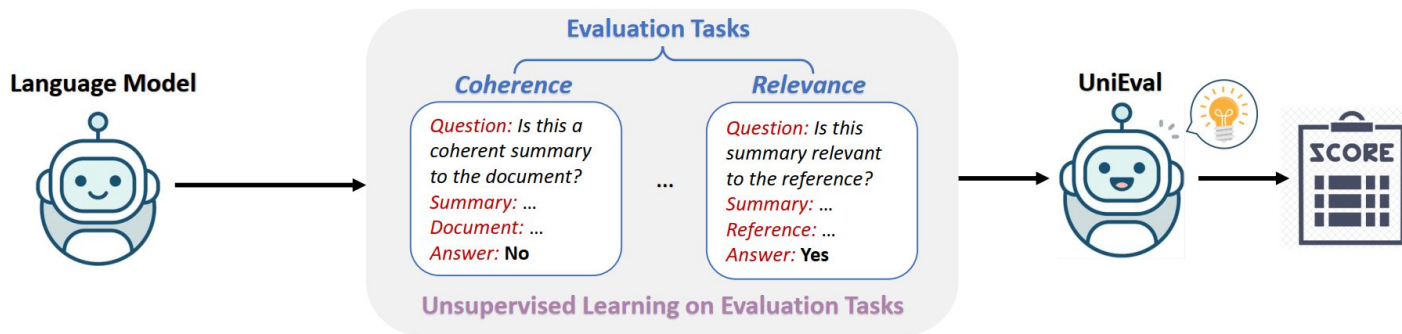 Evaluation Tasks
Language Model
Coherence
Question: Is this a
coherent summary
to the document?
Summary: ...
Document: ...
Answer: No
...
Relevance
Question: Is this
summary relevant
to the reference?
Summary: ...
Reference: ...
Answer: Yes
Unsupervised Learning on Evaluation Tasks
UniEval
SCORE